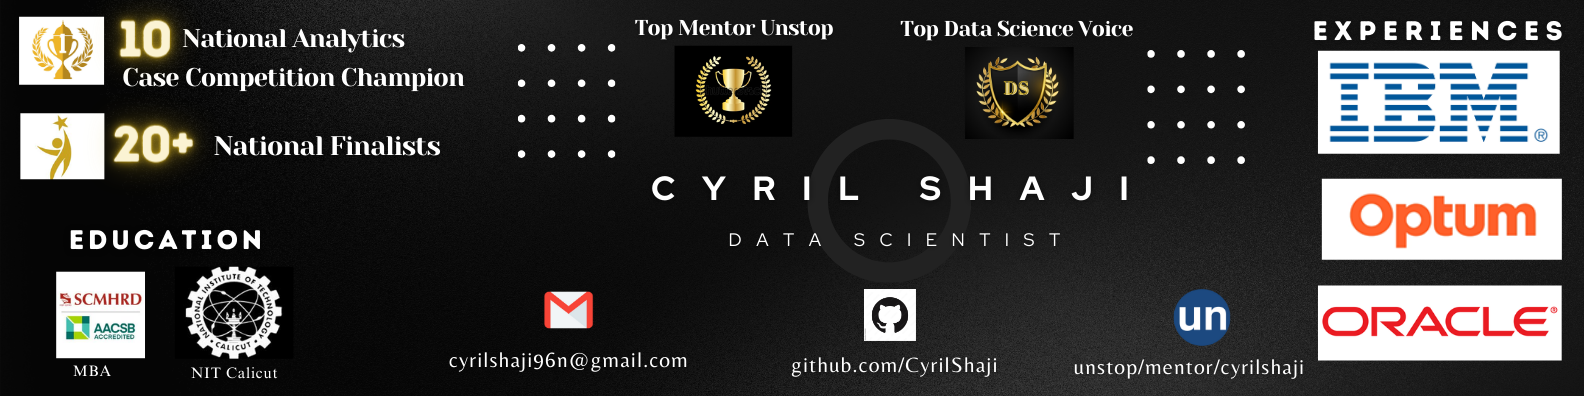 10 National Analytics
Case Competition Champion
20+ National Finalists
EDUCATION
SCMHRD
AACSB
ACCREDITED
MBA
NATIONAL INSTITUTE OF TECHNOLOGY
CALICUT
NIT Calicut
Top Mentor Unstop
Top Data Science Voice
DS
CYRIL SHAJI
DATA SCIENTIST
cyrilshaji96n@gmail.com
github.com/CyrilShaji
un
unstop/mentor/cyrilshaji
EXPERIENCES
IBM®
Optum
ORACLE®